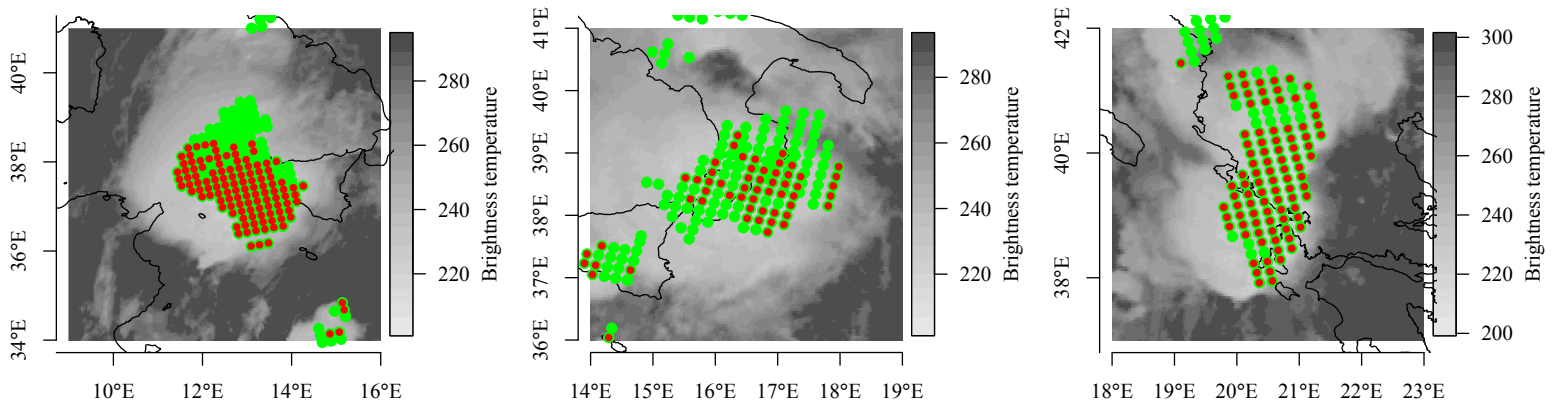 34°E 36°E 38°E 40°E
10°E 12°E 14°E 16°E
220 240 260 280
Brightness temperature
36°E 37°E 38°E 39°E 40°E 41°E
14°E 15°E 16°E 17°E 18°E 19°E
220 240 260 280
Brightness temperature
38°E 40°E 42°E
18°E 19°E 20°E 21°E 22°E 23°E
200 220 240 260 280 300
Brightness temperature